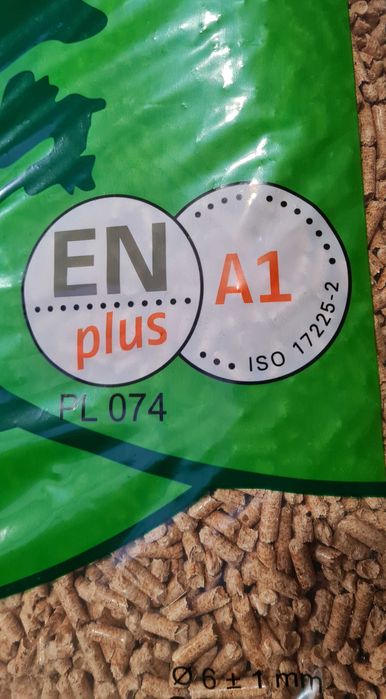 EN
plus
A1
ISO 17225-2
PL 074
Ø 6 ± 1 mm